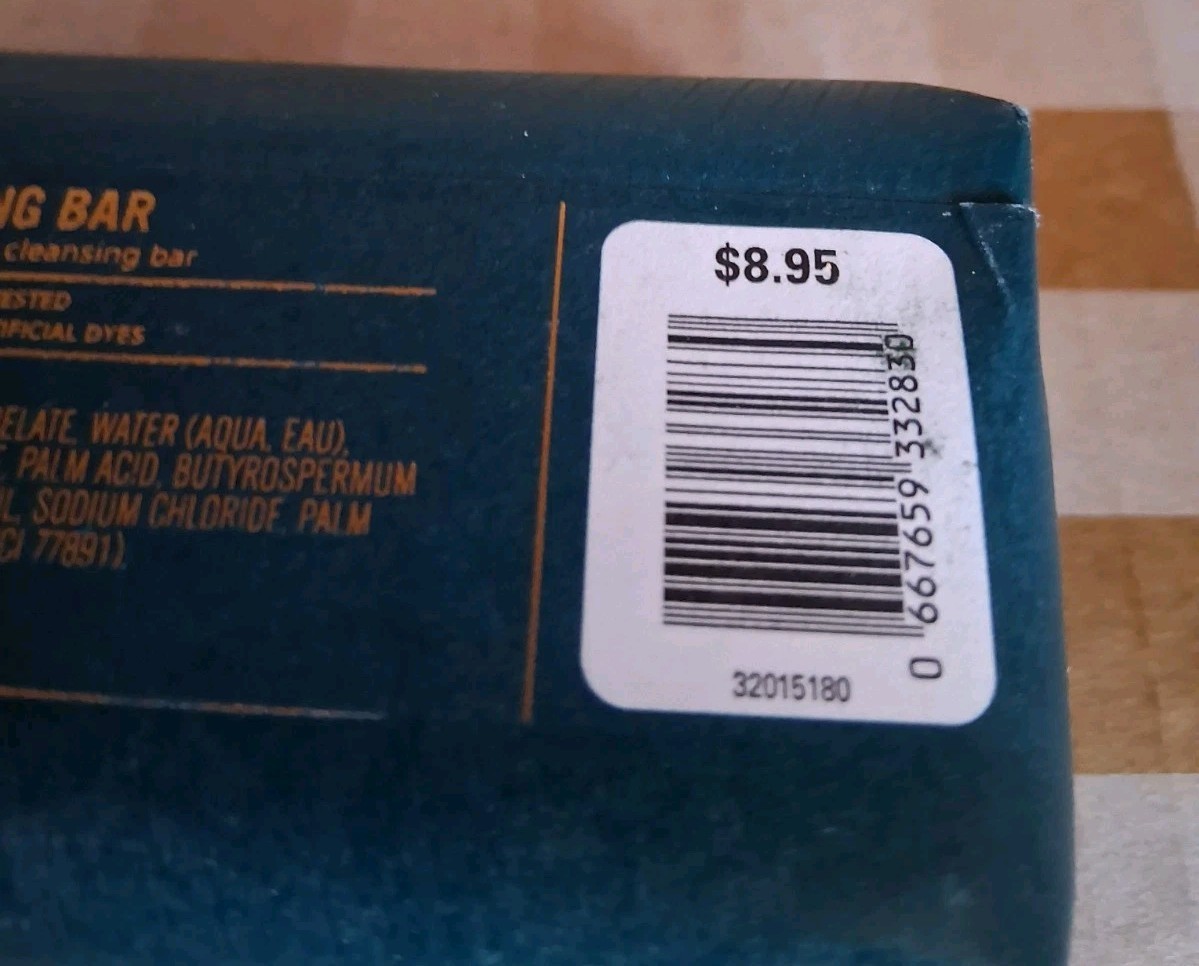 NG BAR
cleansing bar
ESTED
IFICIAL DYES
ELATE, WATER (AQUA, EAU),
PALM ACID, BUTYROSPERMUM
L, SODIUM CHLORIDE, PALM
CI 77891).
$8.95
0 667659 332830
32015180